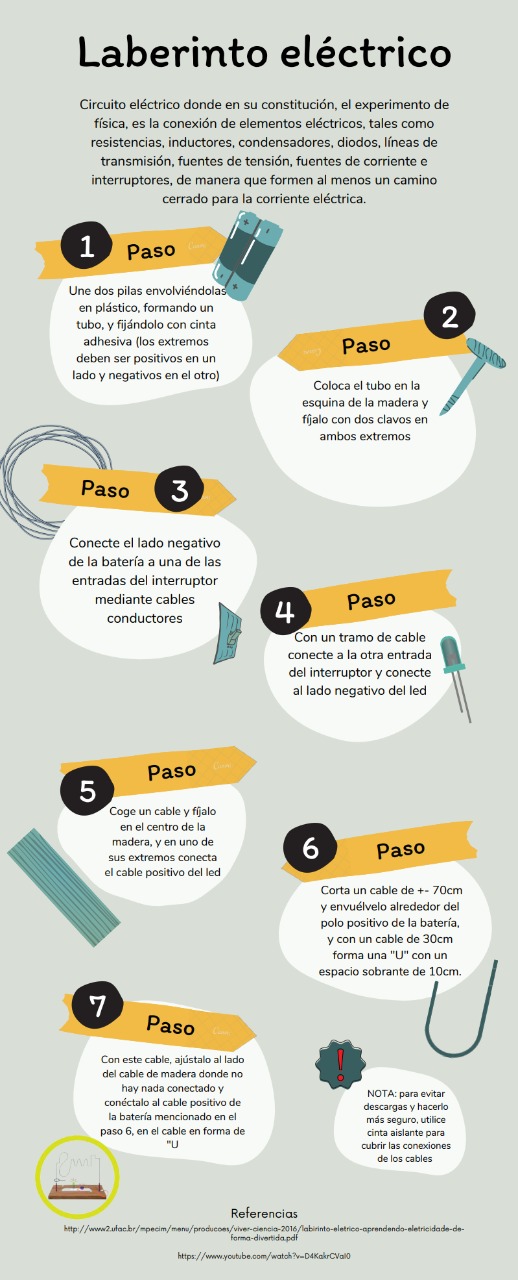 Laberinto eléctrico
Circuito eléctrico donde en su constitución, el experimento de
física, es la conexión de elementos eléctricos, tales como
resistencias, inductores, condensadores, diodos, líneas de
transmisión, fuentes de tensión, fuentes de corriente e
interruptores, de manera que formen al menos un camino
cerrado para la corriente eléctrica.
1 Paso
Une dos pilas envolviéndolas
en plástico, formando un
tubo, y fijándolo con cinta
adhesiva (los extremos
deben ser positivos en un
lado y negativos en el otro)
2
Paso
Coloca el tubo en la
esquina de la madera y
fíjalo con dos clavos en
ambos extremos
Paso 3
Conecte el lado negativo
de la batería a una de las
entradas del interruptor
mediante cables
conductores
4 Paso
Con un tramo de cable
conecte a la otra entrada
del interruptor y conecte
al lado negativo del led
5 Paso
Coge un cable y fíjalo
en el centro de la
madera, y en uno de
sus extremos conecta
el cable positivo del led
6 Paso
Corta un cable de +- 70cm
y envuélvelo alrededor del
polo positivo de la batería,
y con un cable de 30cm
forma una "U" con un
espacio sobrante de 10cm.
7 Paso
Con este cable, ajústalo al lado
del cable de madera donde no
hay nada conectado y
conéctalo al cable positivo de
la batería mencionado en el
paso 6, en el cable en forma de
"U
!
NOTA: para evitar
descargas y hacerlo
más seguro, utilice
cinta aislante para
cubrir las conexiones
de los cables
Referencias
http://www2.ufac.br/mpecim/menu/producoes/viver-ciencia-2016/labirinto-eletrico-aprendendo-eletricidade-de-
forma-divertida.pdf
https://www.youtube.com/watch?v=D4KakrCVaI0